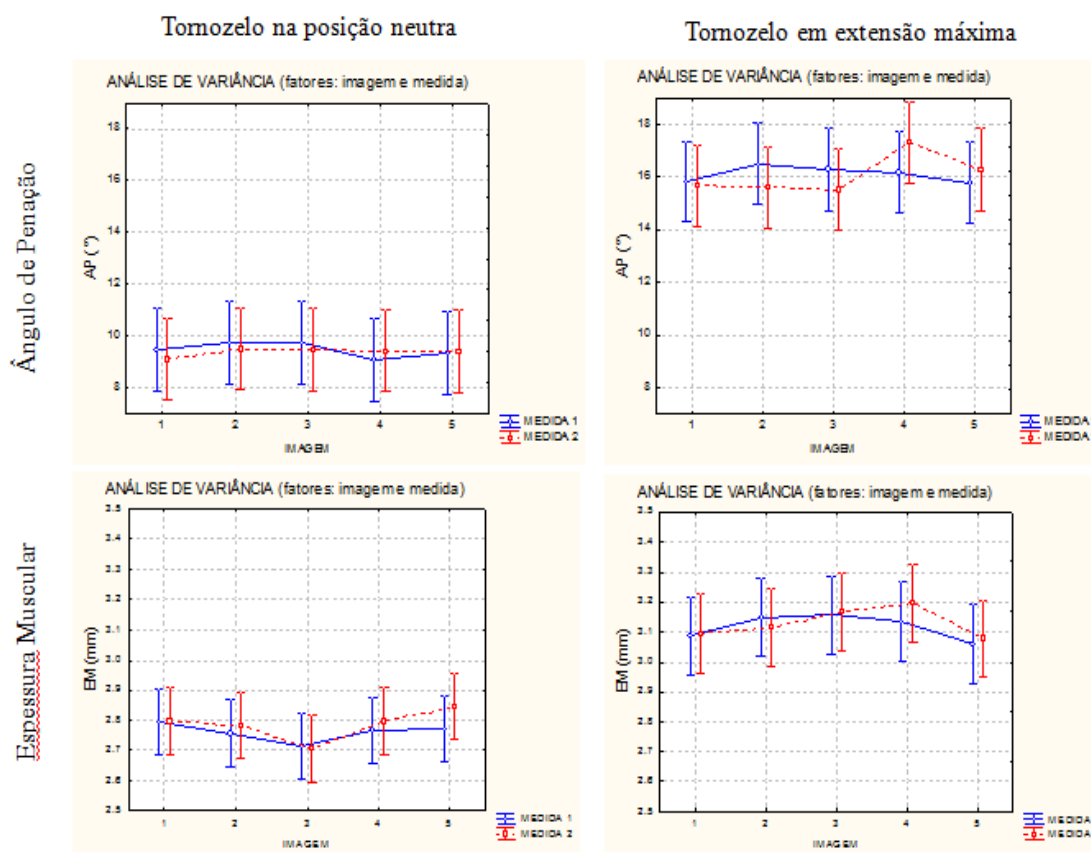 Tornozelo na posição neutra
Tornozelo em extensão máxima
Ângulo de Penação
ANÁLISE DE VARIÂNCIA (fatores: imagem e medida)
AP (°)
18
16
14
12
10
8
1 2 3 4 5
IMAGEM
MEDIDA 1
MEDIDA 2
ANÁLISE DE VARIÂNCIA (fatores: imagem e medida)
AP (°)
18
16
14
12
10
8
1 2 3 4 5
IMAGEM
MEDIDA
MEDIDA
Espessura Muscular
ANÁLISE DE VARIÂNCIA (fatores: imagem e medida)
EM (mm)
3.5
3.4
3.3
3.2
3.1
3.0
2.9
2.8
2.7
2.6
2.5
1 2 3 4 5
IMAGEM
MEDIDA 1
MEDIDA 2
ANÁLISE DE VARIÂNCIA (fatores: imagem e medida)
EM (mm)
3.5
3.4
3.3
3.2
3.1
3.0
2.9
2.8
2.7
2.6
2.5
1 2 3 4 5
IMAGEM
MEDIDA
MEDIDA